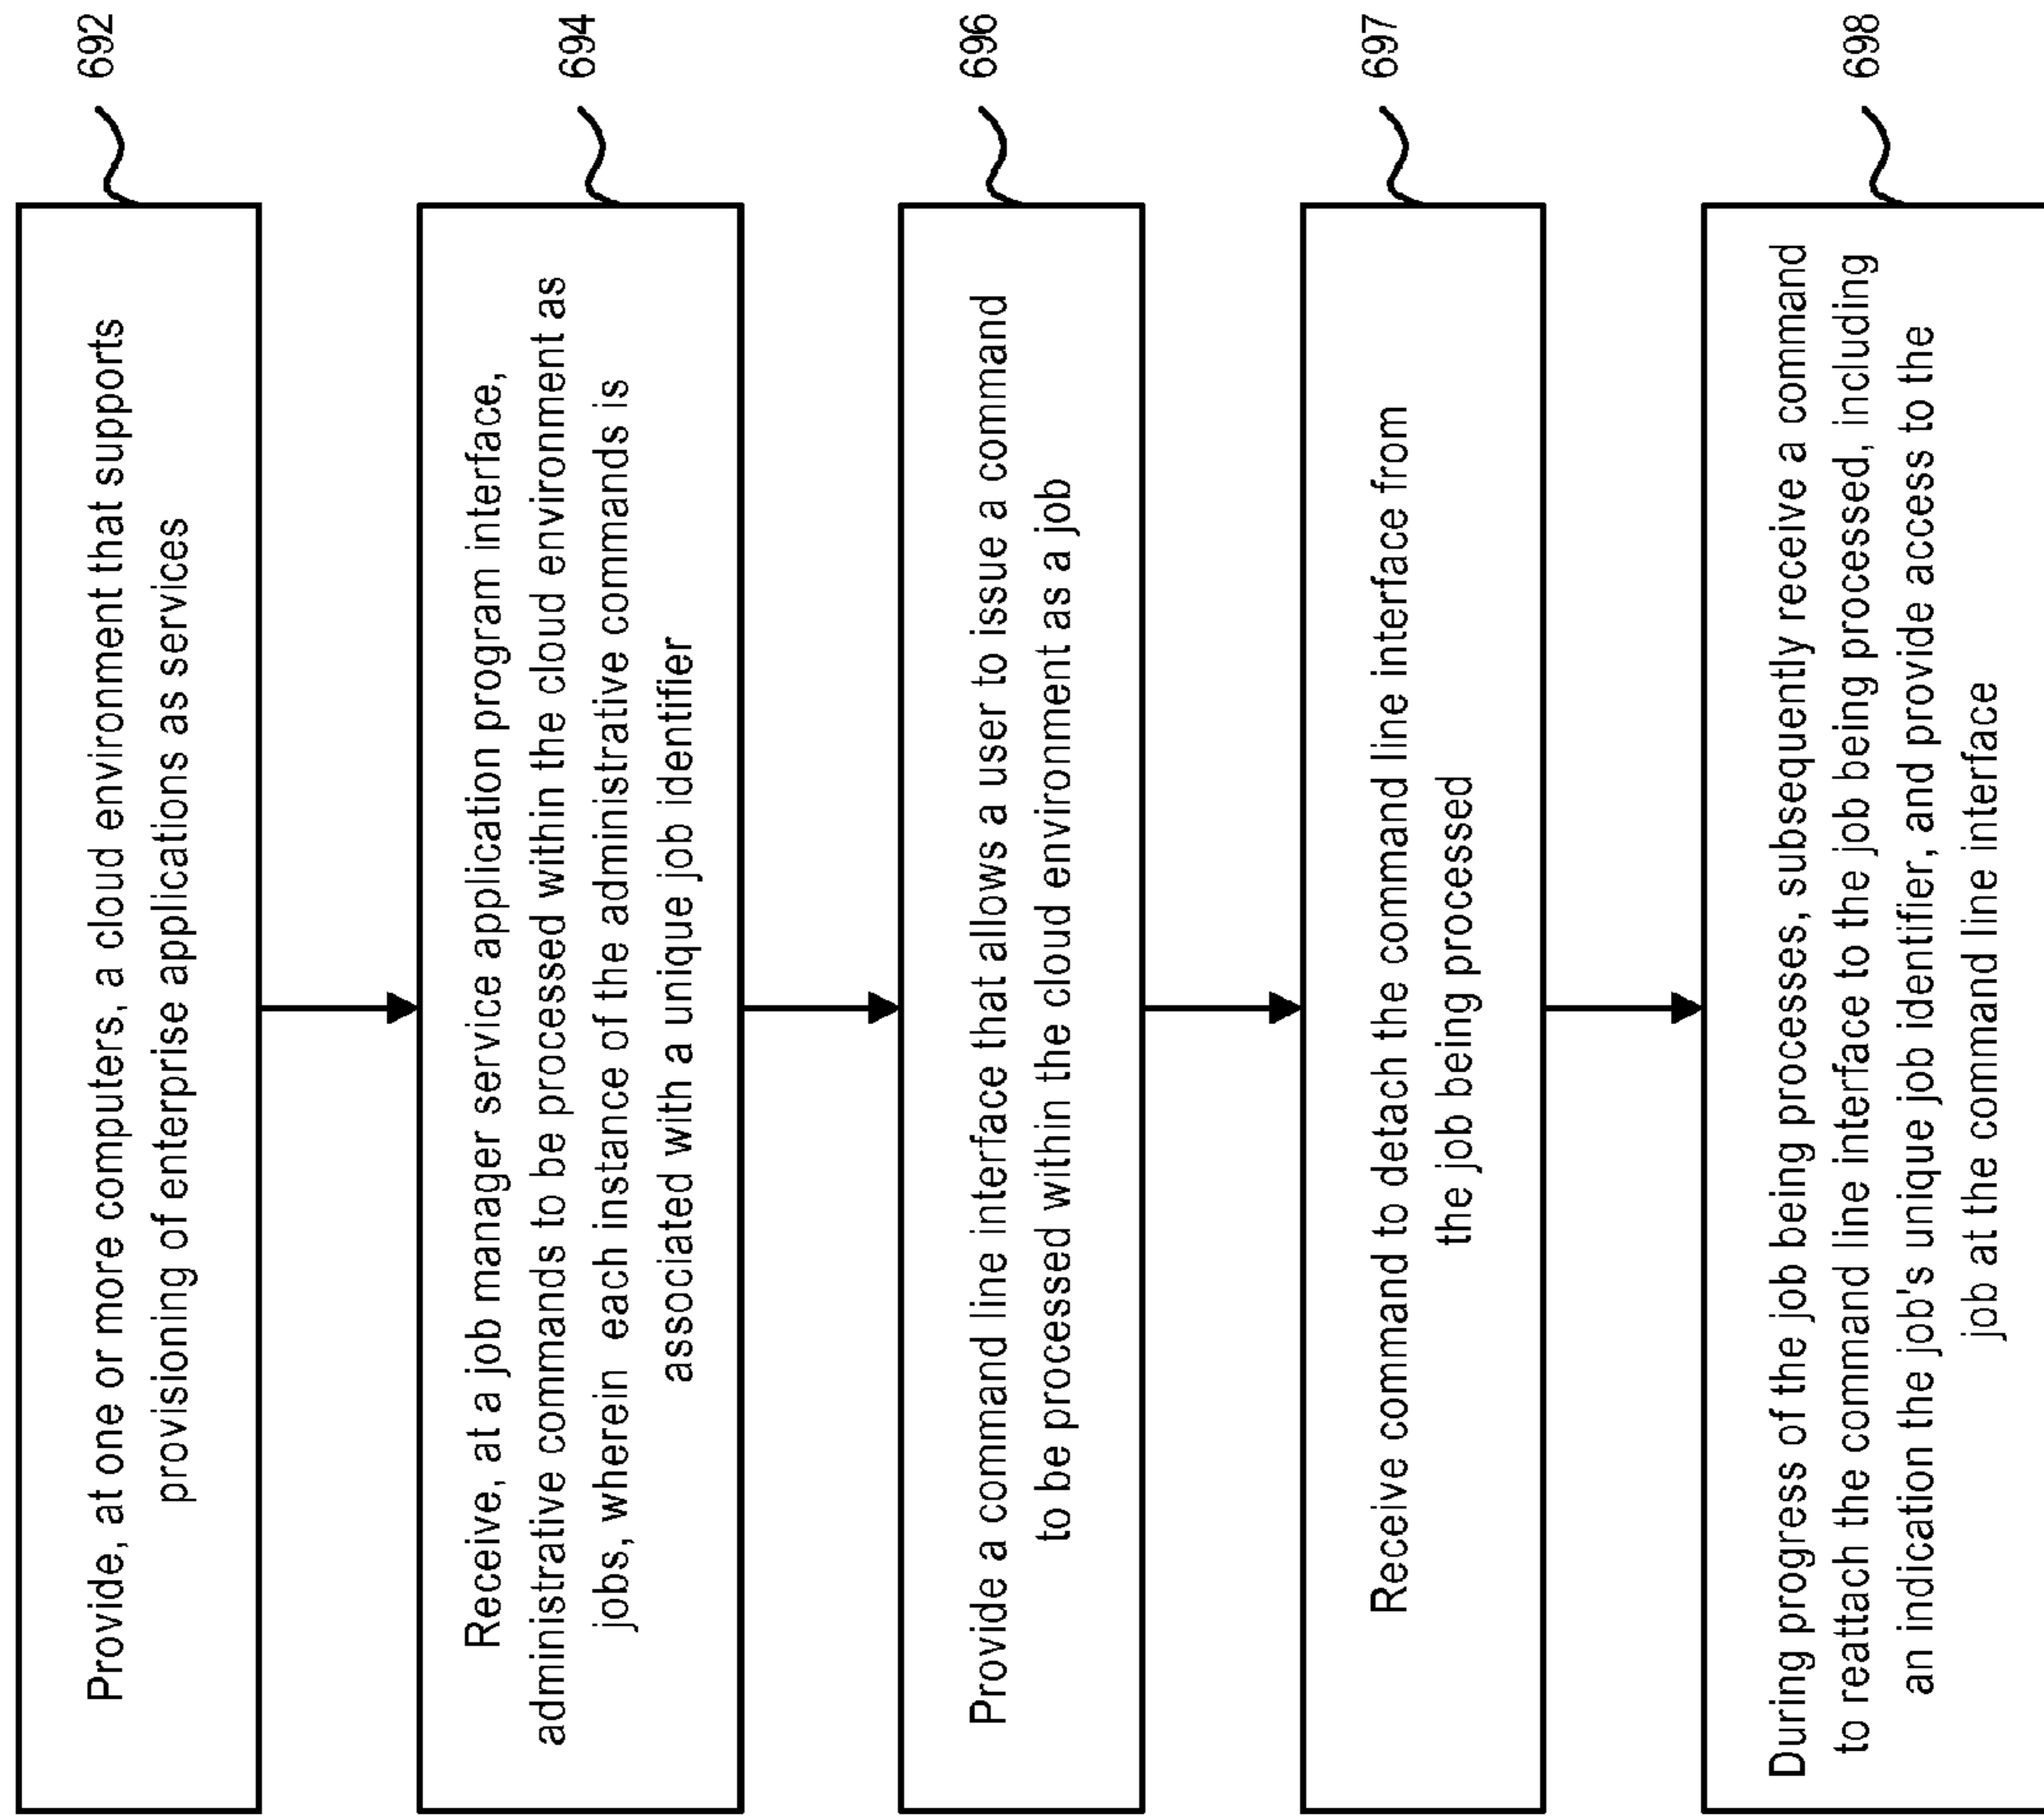 Provide, at one or more computers, a cloud environment that supports
provisioning of enterprise applications as services
692
Receive, at a job manager service application program interface,
administrative commands to be processed within the cloud environment as
jobs, wherein each instance of the administrative commands is
associated with a unique job identifier
694
Provide a command line interface that allows a user to issue a command
to be processed within the cloud environment as a job
696
Receive command to detach the command line interface from
the job being processed
697
During progress of the job being processes, subsequently receive a command
to reattach the command line interface to the job being processed, including
an indication the job's unique job identifier, and provide access to the
job at the command line interface
698